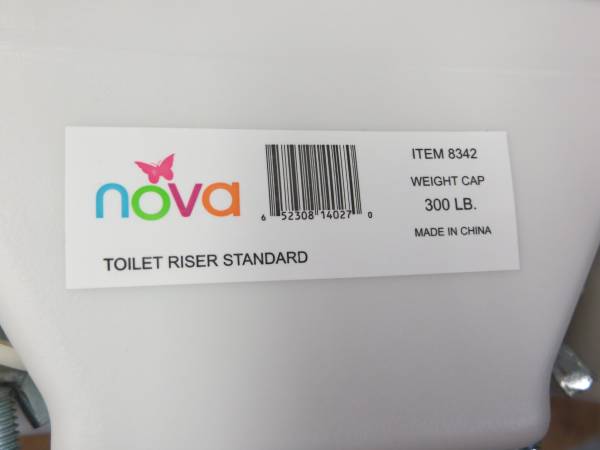 nova
6 52308 14027 0
ITEM 8342
WEIGHT CAP
300 LB.
MADE IN CHINA
TOILET RISER STANDARD